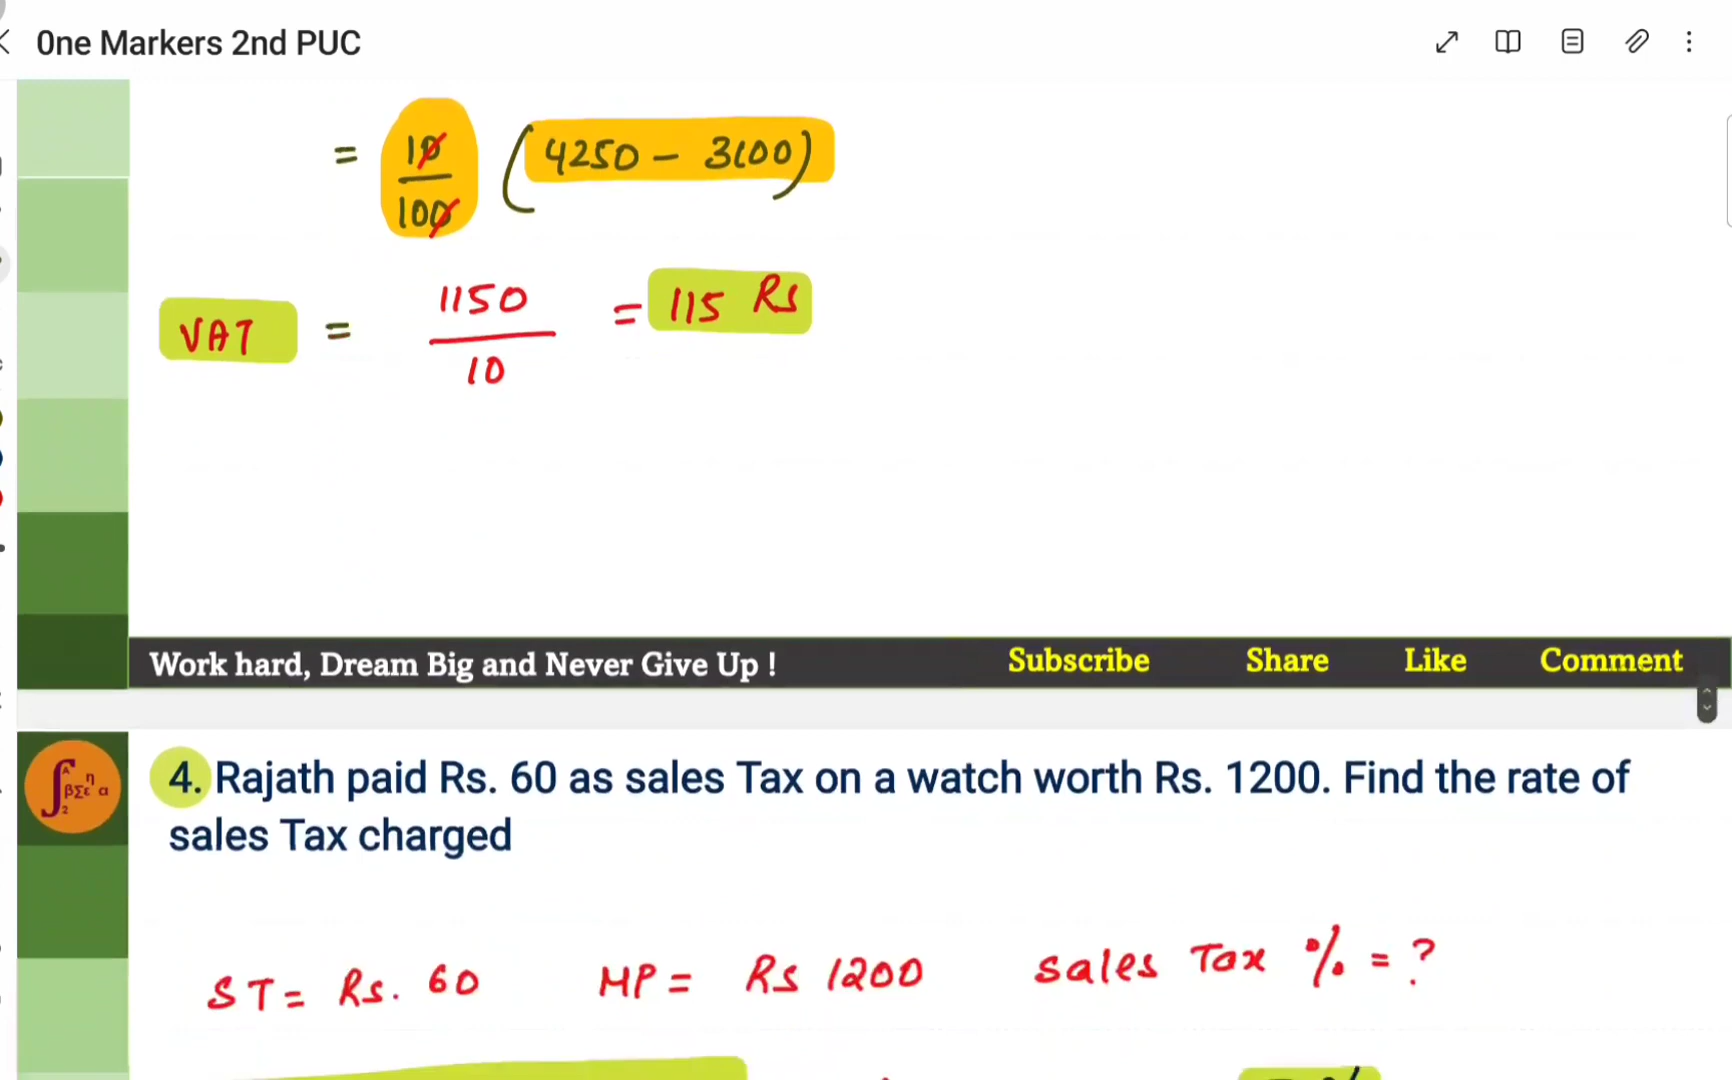 One Markers 2nd PUC
= 10/100 (4250 - 3100)
VAT = 1150/10 = 115 Rs
Work hard, Dream Big and Never Give Up ! Subscribe Share Like Comment
4. Rajath paid Rs. 60 as sales Tax on a watch worth Rs. 1200. Find the rate of
sales Tax charged
ST = Rs. 60 MP = Rs 1200 sales Tax % = ?